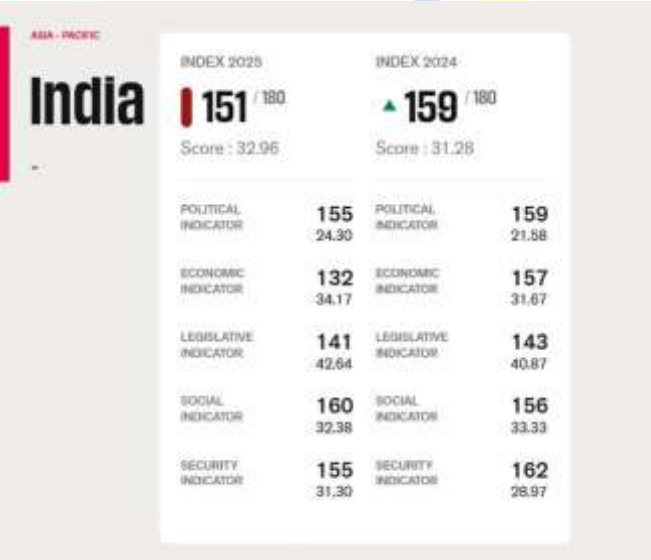 ASIA - PACIFIC
India
-
INDEX 2025
151 / 180
Score : 32.96
POLITICAL INDICATOR
155
24.30
ECONOMIC INDICATOR
132
34.17
LEGISLATIVE INDICATOR
141
42.64
SOCIAL INDICATOR
160
32.38
SECURITY INDICATOR
155
31.30
INDEX 2024
159 / 180
Score : 31.28
POLITICAL INDICATOR
159
21.58
ECONOMIC INDICATOR
157
31.67
LEGISLATIVE INDICATOR
143
40.87
SOCIAL INDICATOR
156
33.33
SECURITY INDICATOR
162
28.97